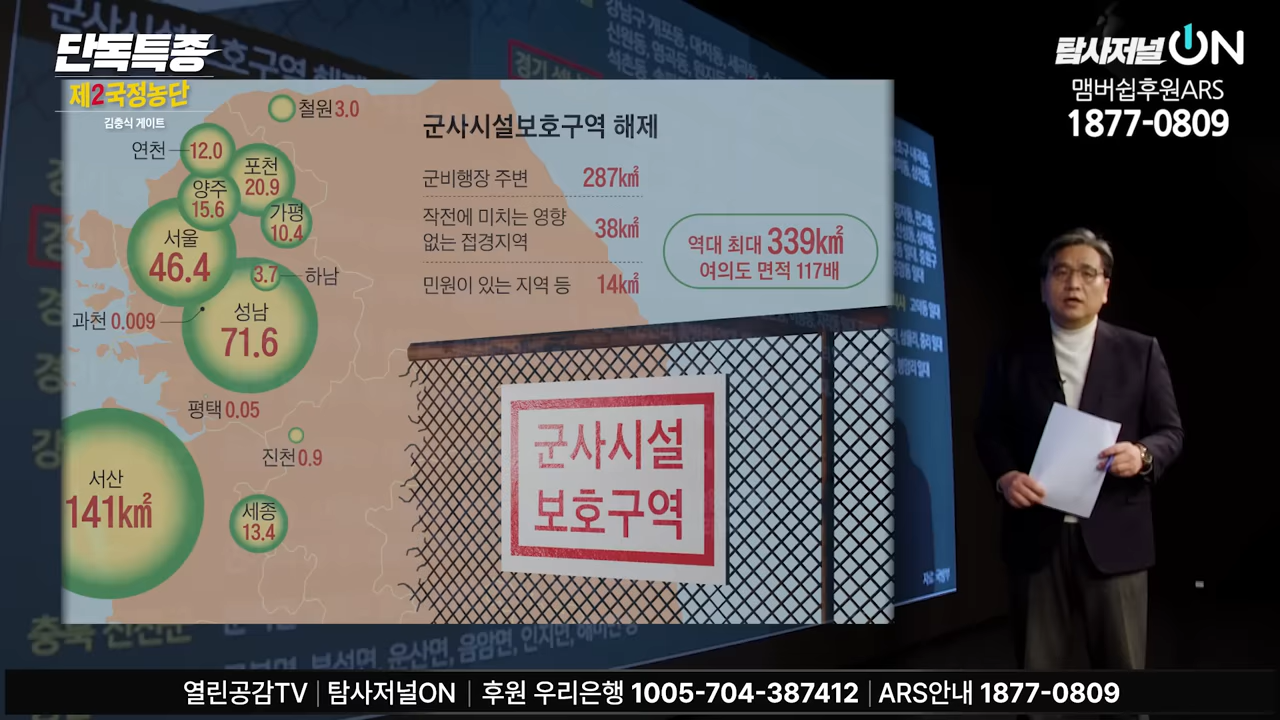 단독특종
제2국정농단
김충식 게이트
탐사저널ON
맴버쉽후원ARS
1877-0809
군사시설보호구역 해제
군비행장 주변 287㎢
작전에 미치는 영향
없는 접경지역 38㎢
민원이 있는 지역 등 14㎢
역대 최대 339㎢
여의도 면적 117배
철원 3.0
연천 12.0
포천
20.9
양주
15.6
가평
10.4
서울
46.4
3.7 하남
과천 0.009
성남
71.6
평택 0.05
서산
141㎢
진천 0.9
세종
13.4
군사시설
보호구역
자료 국방부
열린공감TV | 탐사저널ON | 후원 우리은행 1005-704-387412 | ARS안내 1877-0809